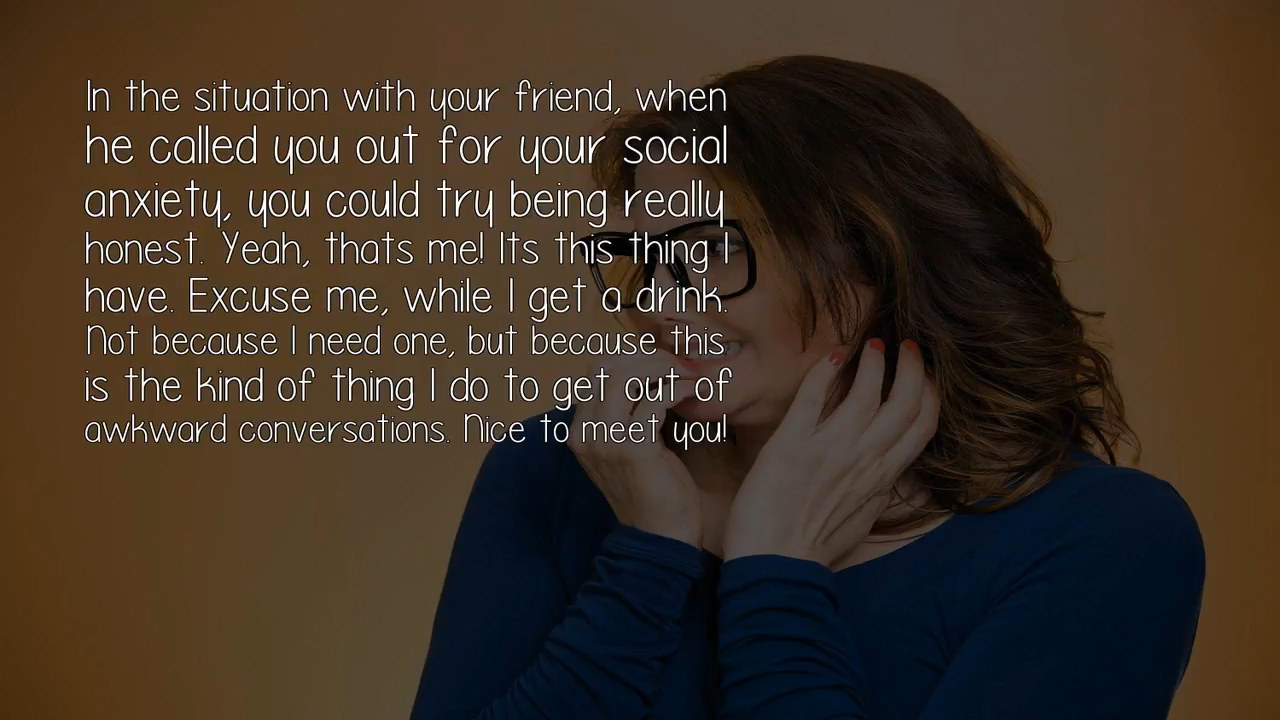 In the situation with your friend, when
he called you out for your social
anxiety, you could try being really
honest. Yeah, thats me! Its this thing I
have. Excuse me, while I get a drink.
Not because I need one, but because this
is the kind of thing I do to get out of
awkward conversations. Nice to meet you!